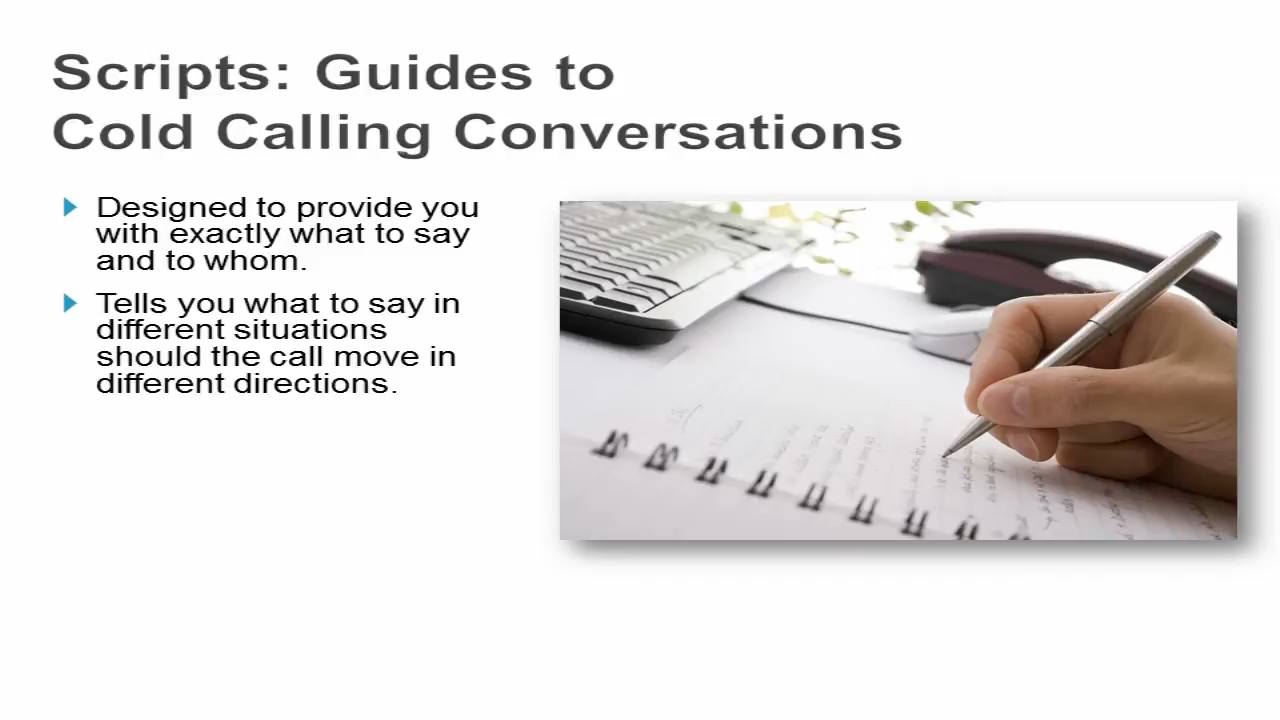 Scripts: Guides to
Cold Calling Conversations
Designed to provide you
with exactly what to say
and to whom.
Tells you what to say in
different situations
should the call move in
different directions.